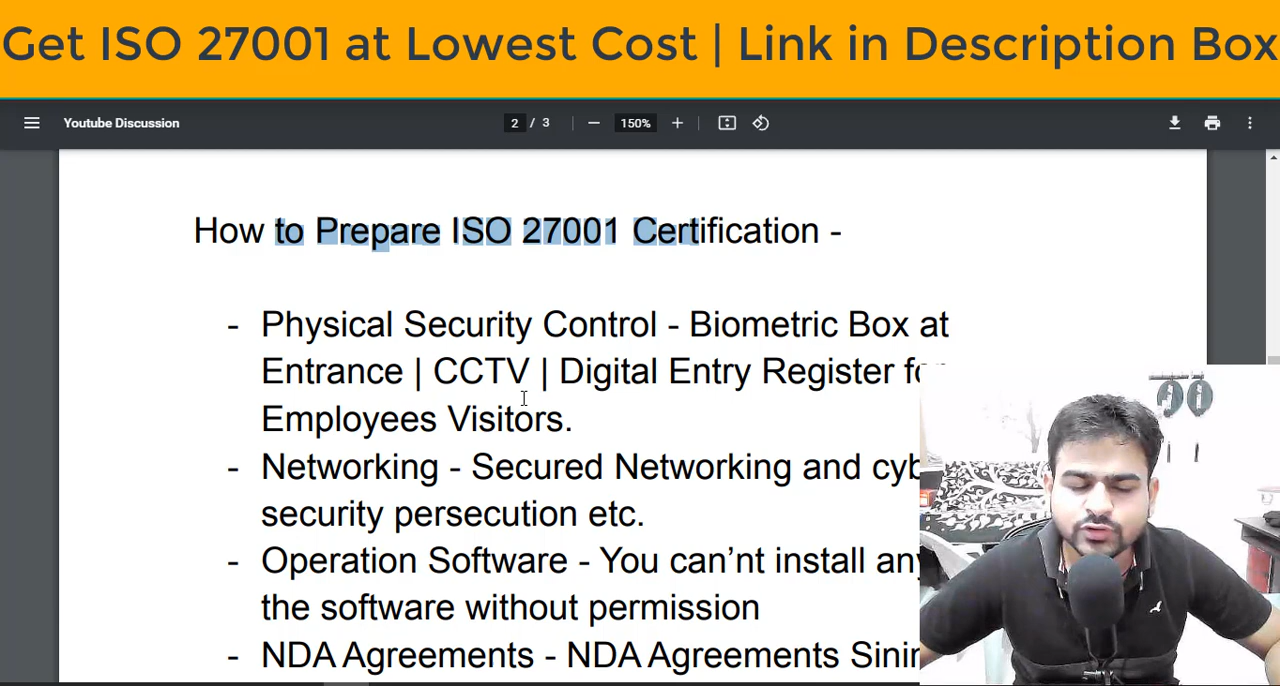 Get ISO 27001 at Lowest Cost | Link in Description Box
Youtube Discussion 2 / 3 150%
How to Prepare ISO 27001 Certification -
- Physical Security Control - Biometric Box at
Entrance | CCTV | Digital Entry Register
Employees Visitors.
- Networking - Secured Networking and
security persecution etc.
- Operation Software - You can’nt install
the software without permission
- NDA Agreements - NDA Agreements